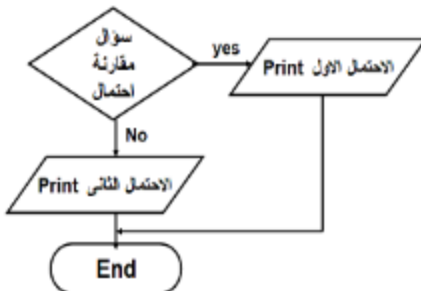 سؤال
مقارنة
احتمال
yes
Print الاحتمال الاول
No
Print الاحتمال الثانى
End